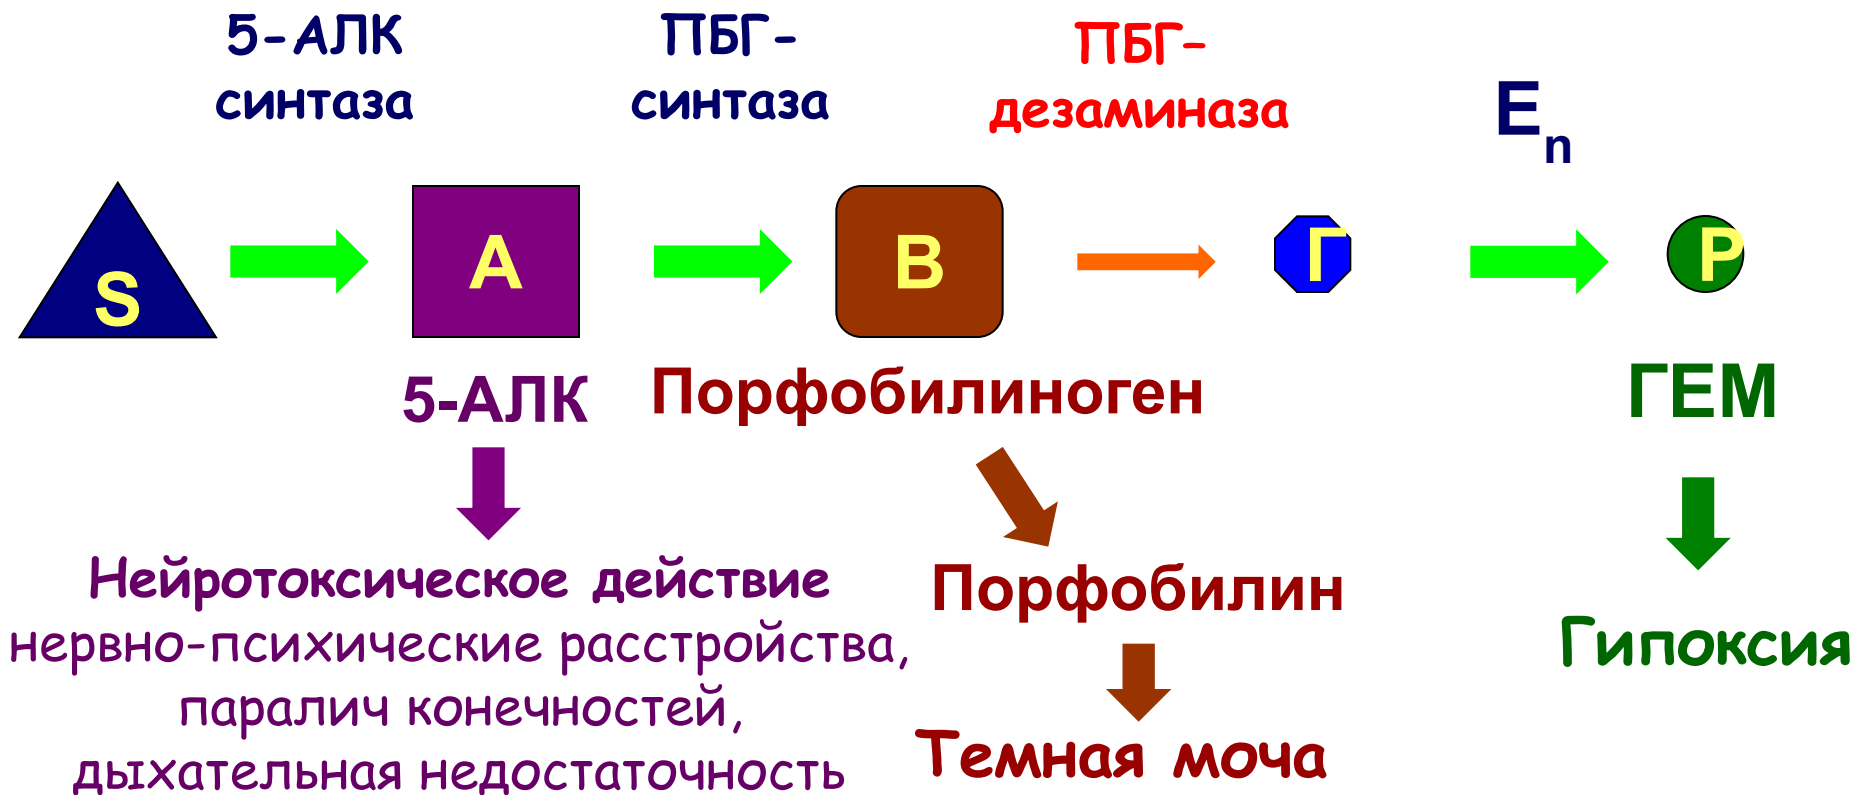 5-АЛК
синтаза
ПБГ-
синтаза
ПБГ-
дезаминаза
En
S
A
B
Г
P
5-АЛК
Порфобилиноген
ГЕМ
Нейротоксическое действие
нервно-психические расстройства,
паралич конечностей,
дыхательная недостаточность
Порфобилин
Темная моча
Гипоксия